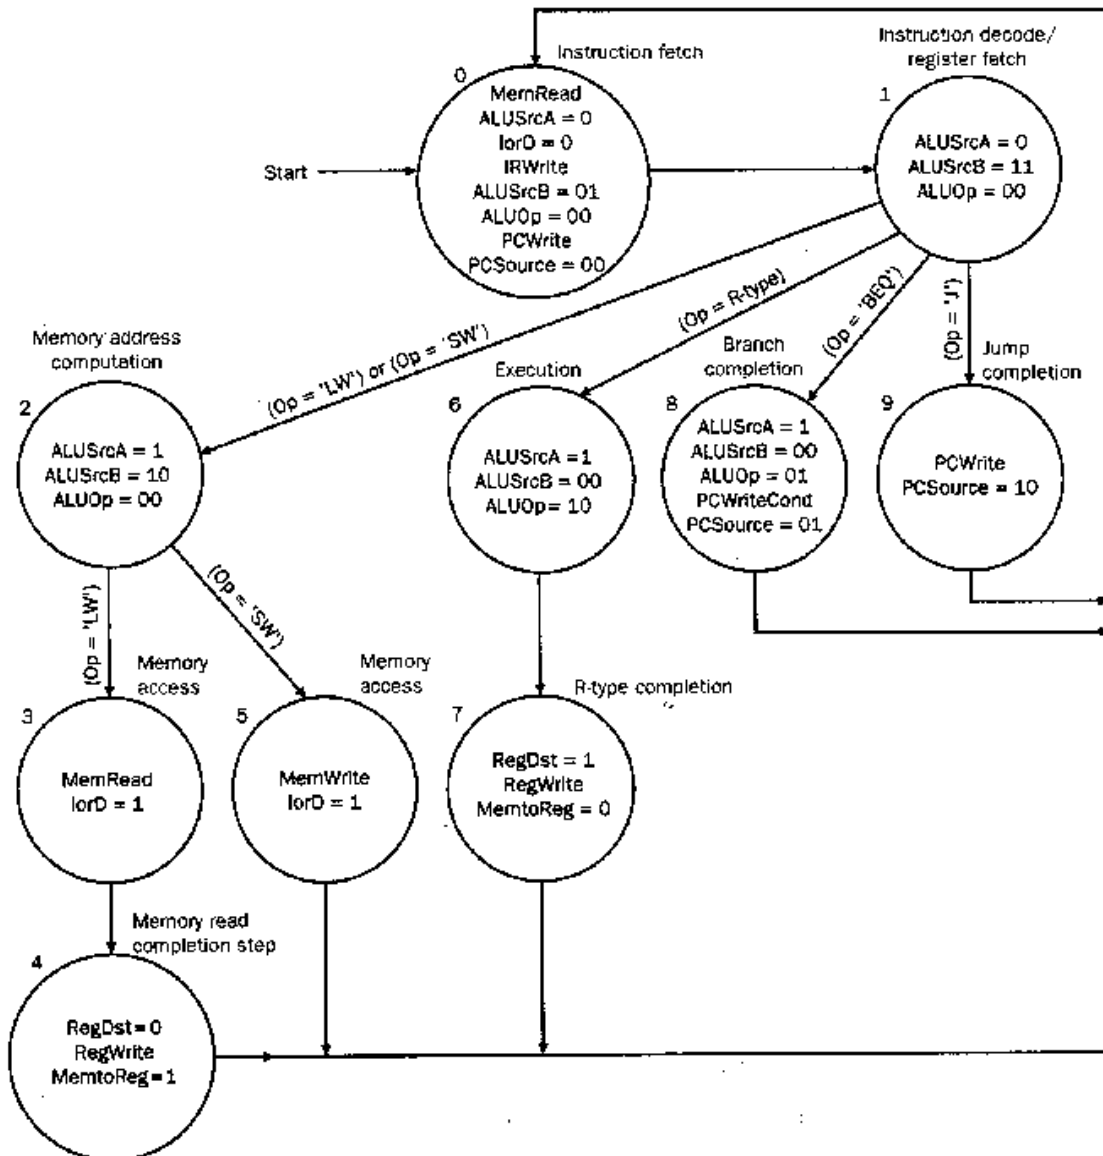 Instruction fetch
0
MemRead
ALUSrcA = 0
IorD = 0
IRWrite
ALUSrcB = 01
ALUOp = 00
PCWrite
PCSource = 00
Start
Instruction decode/
register fetch
1
ALUSrcA = 0
ALUSrcB = 11
ALUOp = 00
(Op = 'LW') or (Op = 'SW')
(Op = R-type)
(Op = 'BEQ')
(Op = 'J')
Memory address
computation
2
ALUSrcA = 1
ALUSrcB = 10
ALUOp = 00
Execution
6
ALUSrcA = 1
ALUSrcB = 00
ALUOp = 10
Branch
completion
8
ALUSrcA = 1
ALUSrcB = 00
ALUOp = 01
PCWriteCond
PCSource = 01
Jump
completion
9
PCWrite
PCSource = 10
(Op = 'LW')
(Op = 'SW')
Memory
access
3
MemRead
IorD = 1
Memory
access
5
MemWrite
IorD = 1
R-type completion
7
RegDst = 1
RegWrite
MemtoReg = 0
Memory read
completion step
4
RegDst = 0
RegWrite
MemtoReg = 1